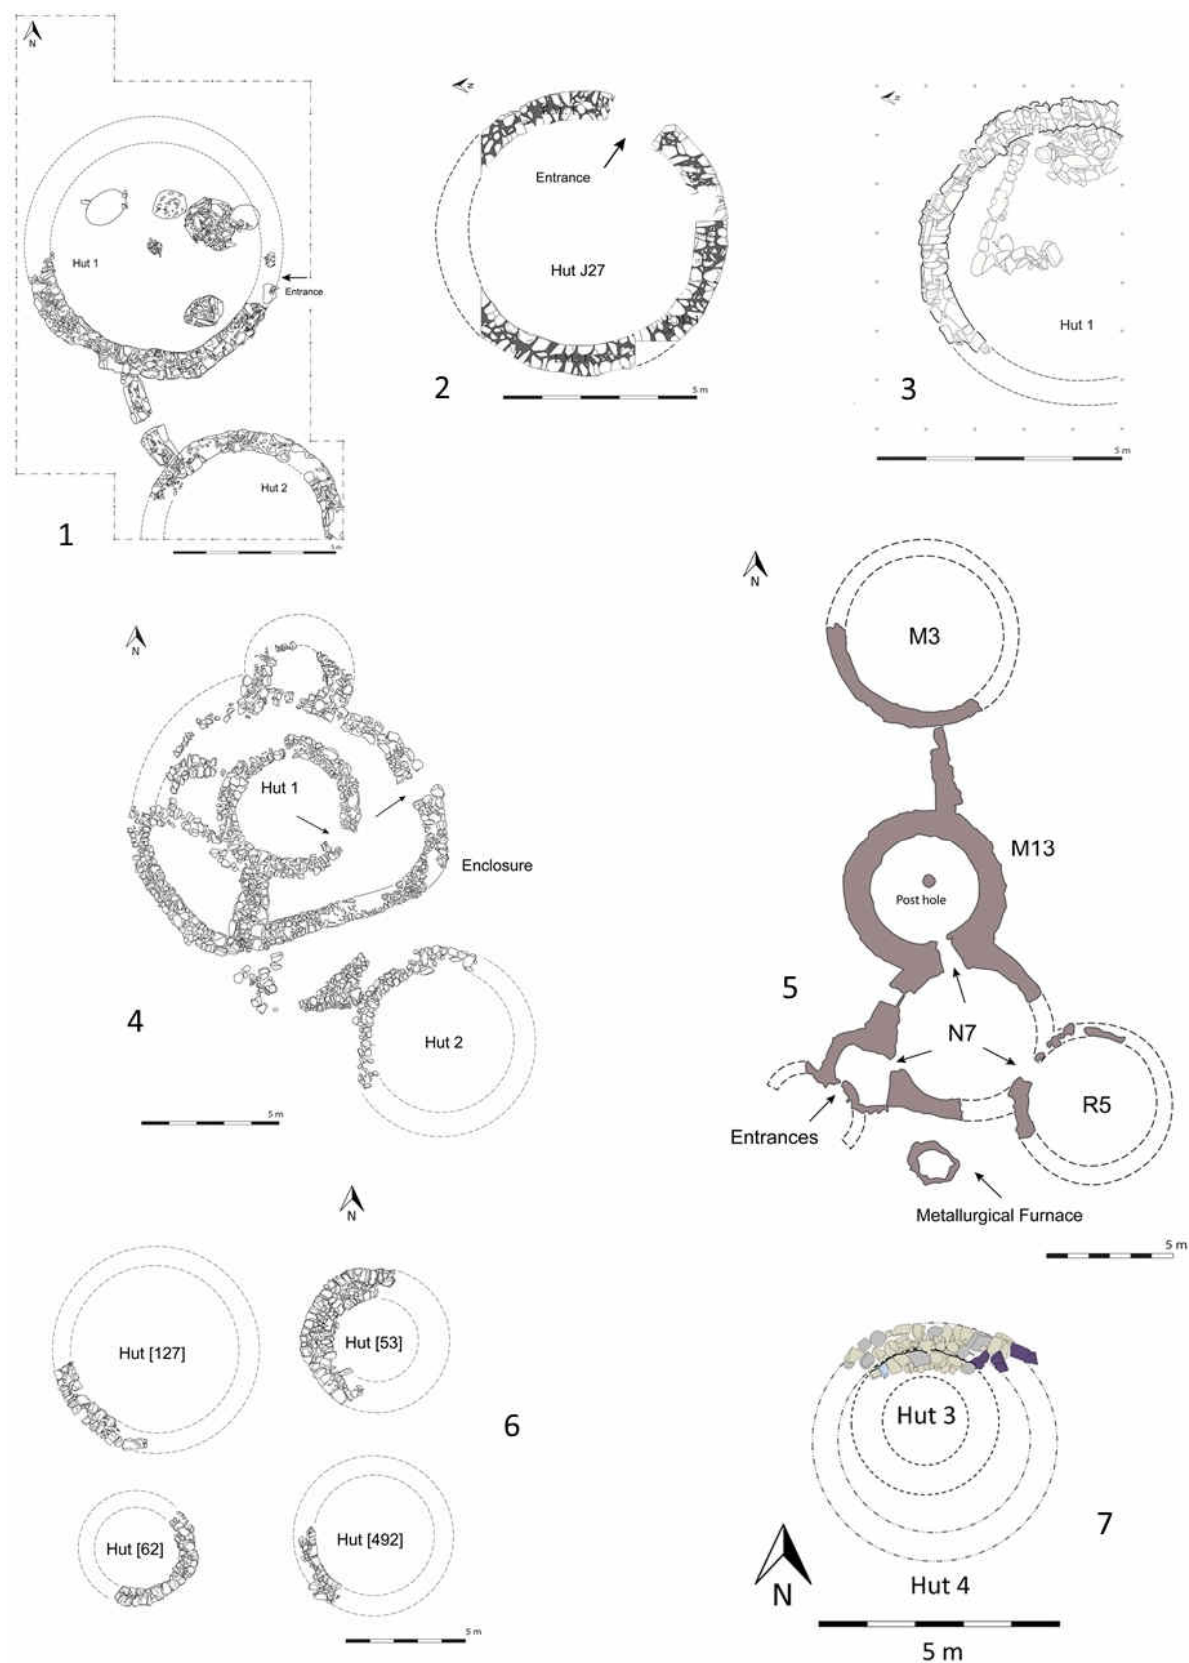 N
Hut 1
Entrance
Hut 2
1
5 m
N
Entrance
Hut J27
2
5 m
N
Hut 1
3
5 m
N
Hut 1
Enclosure
4
Hut 2
5 m
N
M3
M13
Post hole
5
N7
R5
Entrances
Metallurgical Furnace
5 m
N
Hut [127]
Hut [53]
6
Hut [62]
Hut [492]
5 m
Hut 3
7
Hut 4
N
5 m